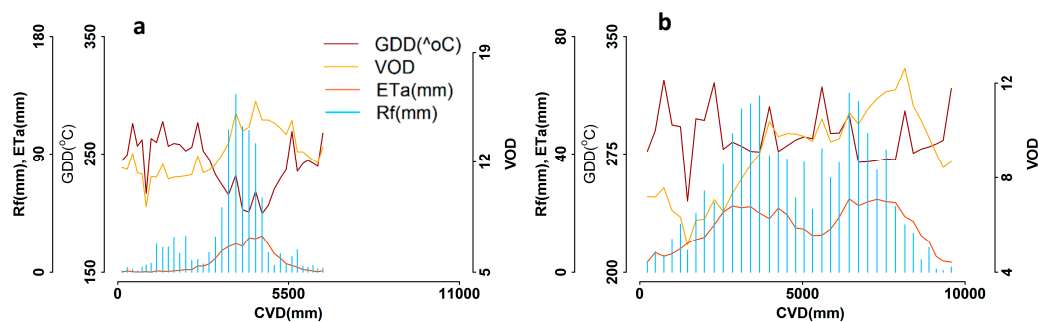 a
b
GDD(^oC)
VOD
ETa(mm)
Rf(mm)
Rf(mm), ETa(mm)
180
90
0
GDD(°C)
350
250
150
19
12
5
VOD
0
5500
11000
CVD(mm)
Rf(mm), ETa(mm)
80
40
0
GDD(°C)
350
275
200
12
8
4
VOD
0
5000
10000
CVD(mm)